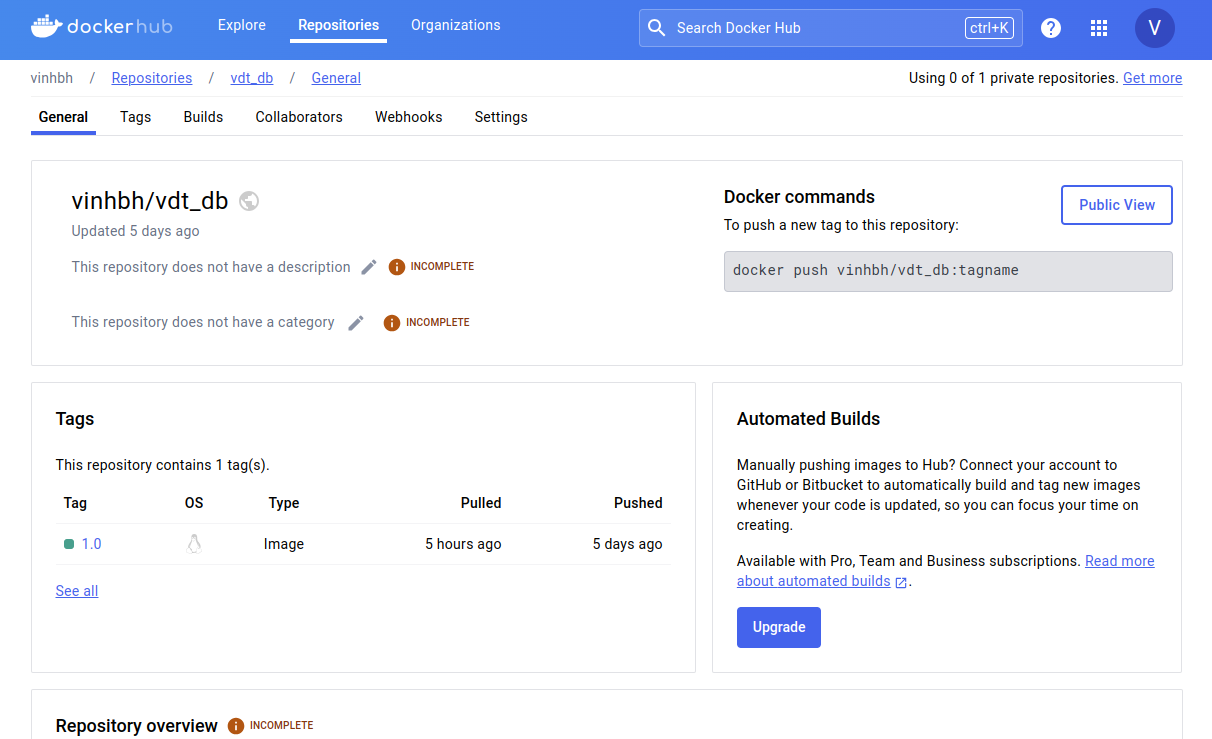 dockerhub
Explore
Repositories
Organizations
Search Docker Hub
ctrl+K
?
V
vinhbh / Repositories / vdt_db / General
Using 0 of 1 private repositories. Get more
General
Tags
Builds
Collaborators
Webhooks
Settings
vinhbh/vdt_db
Updated 5 days ago
This repository does not have a description
INCOMPLETE
This repository does not have a category
INCOMPLETE
Docker commands
Public View
To push a new tag to this repository:
docker push vinhbh/vdt_db:tagname
Tags
This repository contains 1 tag(s).
Tag OS Type Pulled Pushed
1.0 Image 5 hours ago 5 days ago
See all
Automated Builds
Manually pushing images to Hub? Connect your account to
GitHub or Bitbucket to automatically build and tag new images
whenever your code is updated, so you can focus your time on
creating.
Available with Pro, Team and Business subscriptions. Read more
about automated builds .
Upgrade
Repository overview
INCOMPLETE